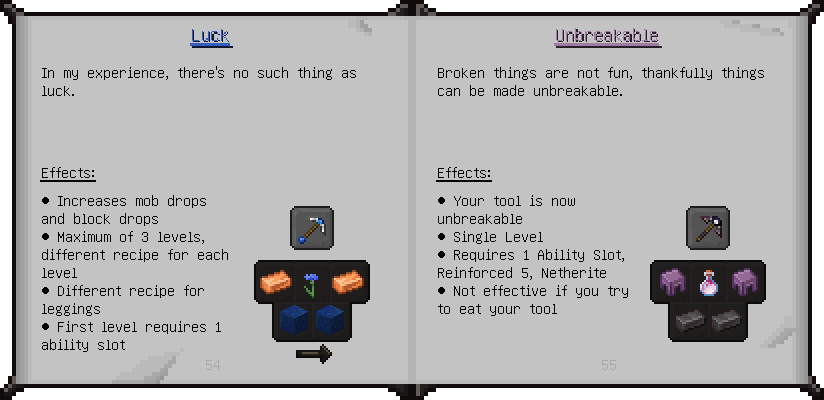 Luck
In my experience, there's no such thing as
luck.
Effects:
• Increases mob drops
and block drops
• Maximum of 3 levels,
different recipe for each
level
• Different recipe for
leggings
• First level requires 1
ability slot
54
Unbreakable
Broken things are not fun, thankfully things
can be made unbreakable.
Effects:
• Your tool is now
unbreakable
• Single Level
• Requires 1 Ability Slot,
Reinforced 5, Netherite
• Not effective if you try
to eat your tool
55